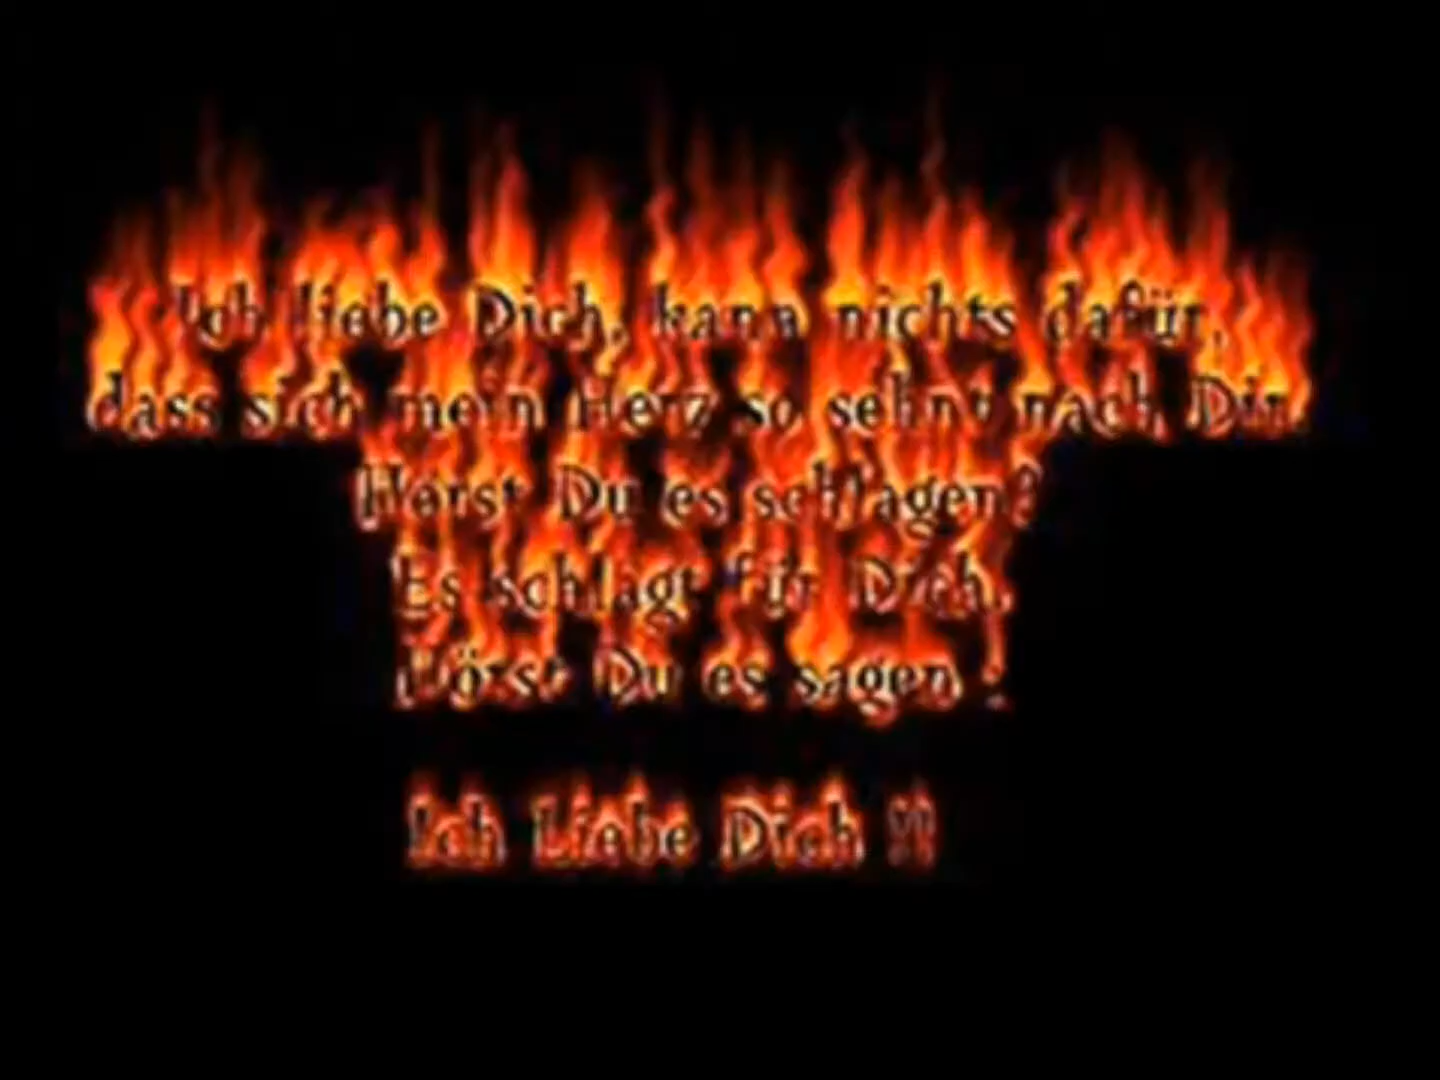 Ich liebe Dich, kann nichts dafür,
dass sich mein Herz so sehnt nach Dir.
Hörst Du es schlagen?
Es schlägt für Dich.
Hörst Du es sagen ?
Ich Liebe Dich !!